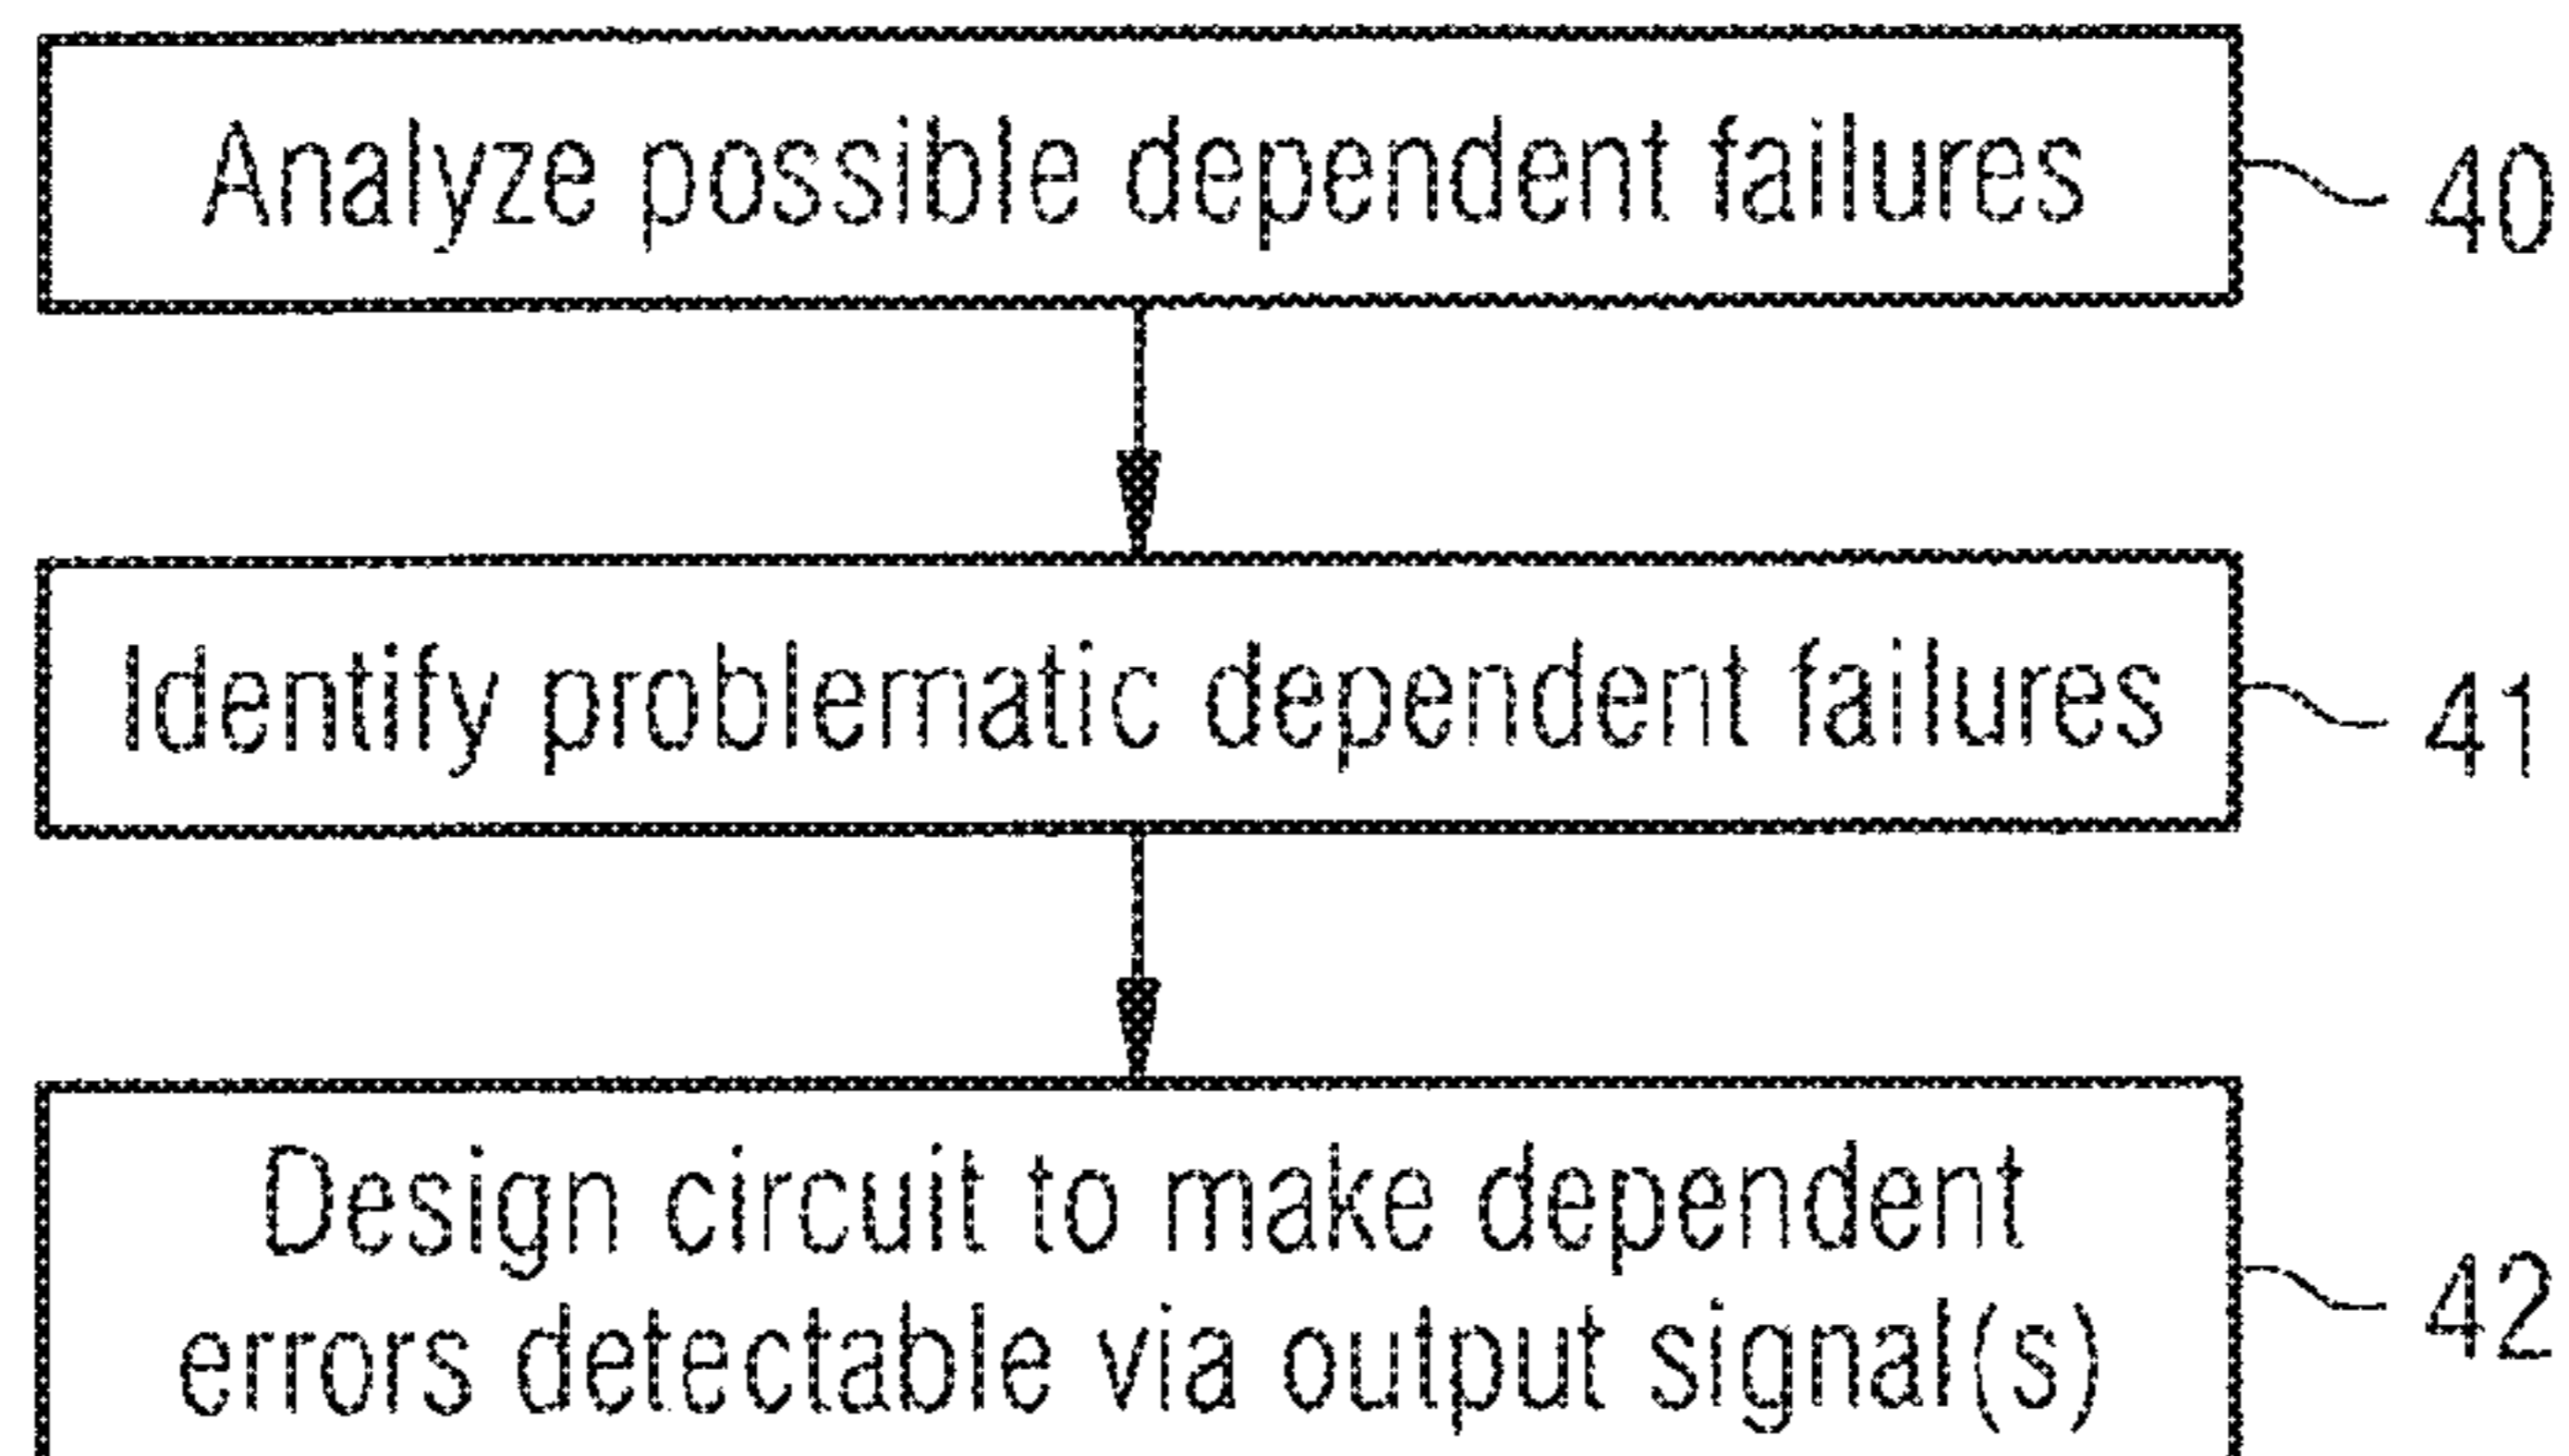 Analyze possible dependent failures
40
Identify problematic dependent failures
41
Design circuit to make dependent
errors detectable via output signal(s)
42